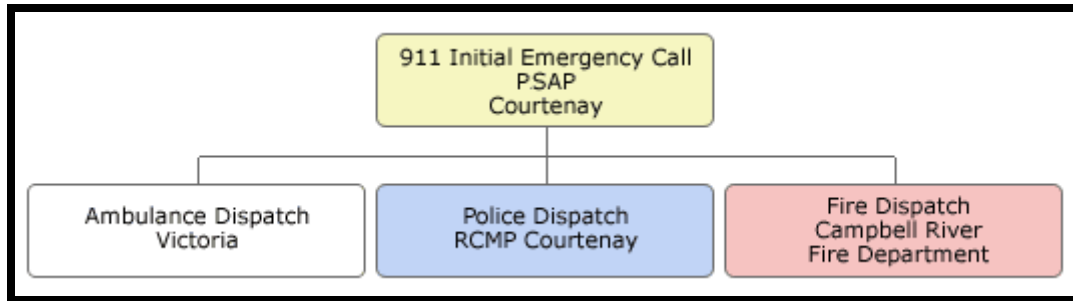 911 Initial Emergency Call
PSAP
Courtenay
Ambulance Dispatch
Victoria
Police Dispatch
RCMP Courtenay
Fire Dispatch
Campbell River
Fire Department